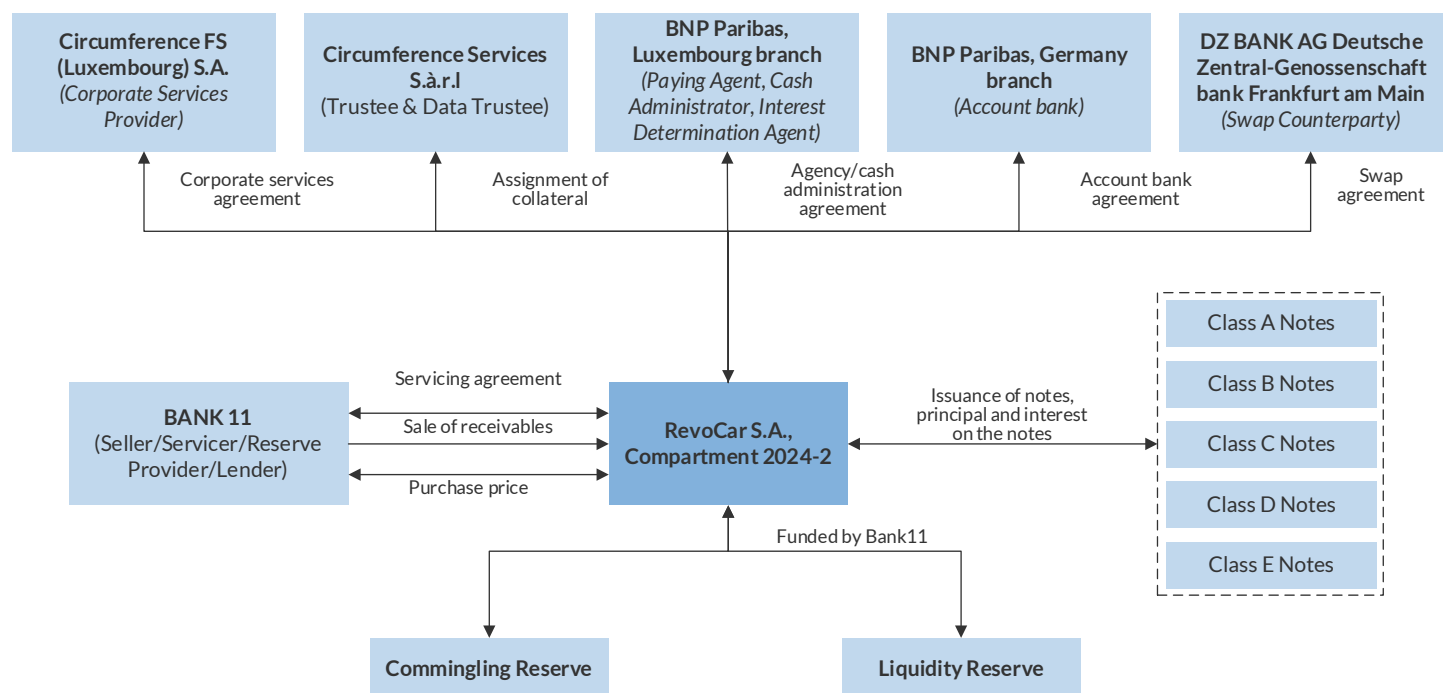 Circumference FS
(Luxembourg) S.A.
(Corporate Services
Provider)
Circumference Services
S.à.r.l
(Trustee & Data Trustee)
BNP Paribas,
Luxembourg branch
(Paying Agent, Cash
Administrator, Interest
Determination Agent)
BNP Paribas, Germany
branch
(Account bank)
DZ BANK AG Deutsche
Zentral-Genossenschaft
bank Frankfurt am Main
(Swap Counterparty)
Corporate services
agreement
Assignment of
collateral
Agency/cash
administration
agreement
Account bank
agreement
Swap
agreement
BANK 11
(Seller/Servicer/Reserve
Provider/Lender)
Servicing agreement
Sale of receivables
Purchase price
RevoCar S.A.,
Compartment 2024-2
Issuance of notes,
principal and interest
on the notes
Class A Notes
Class B Notes
Class C Notes
Class D Notes
Class E Notes
Funded by Bank11
Commingling Reserve
Liquidity Reserve